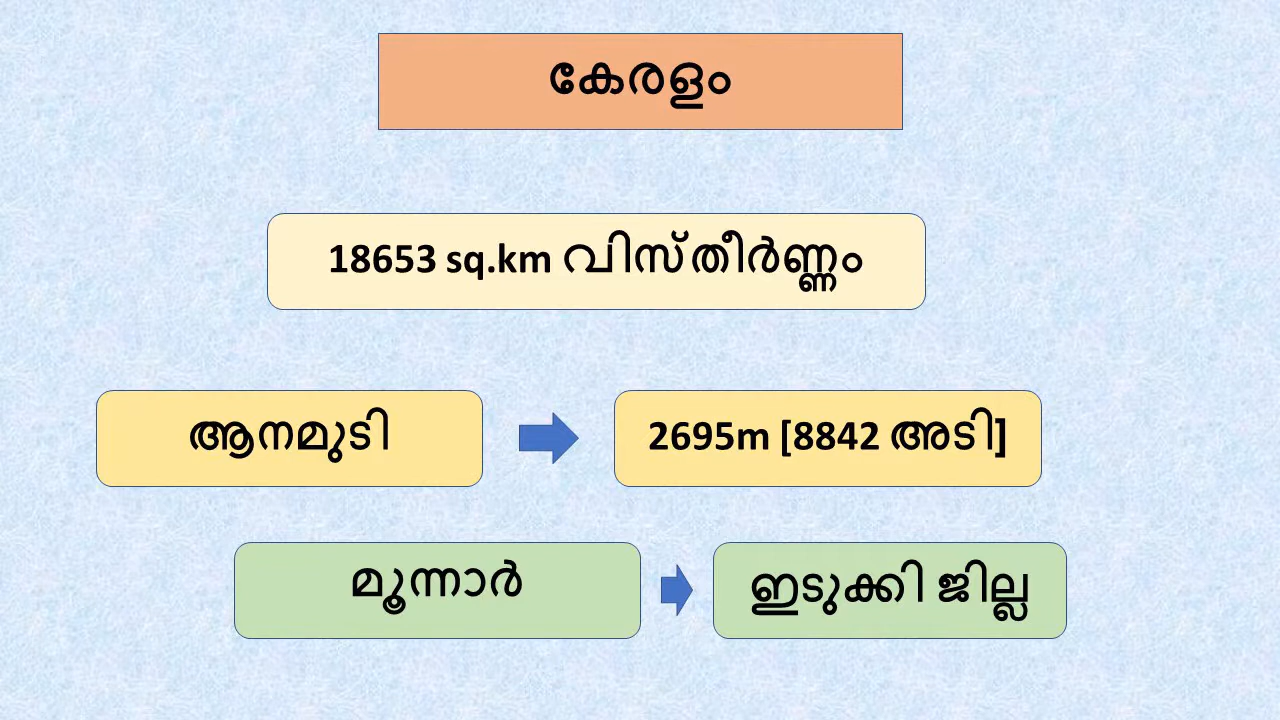 കേരളം
18653 sq.km വിസ്തീർണ്ണം
ആനമുടി
2695m [8842 അടി]
മൂന്നാർ
ഇടുക്കി ജില്ല